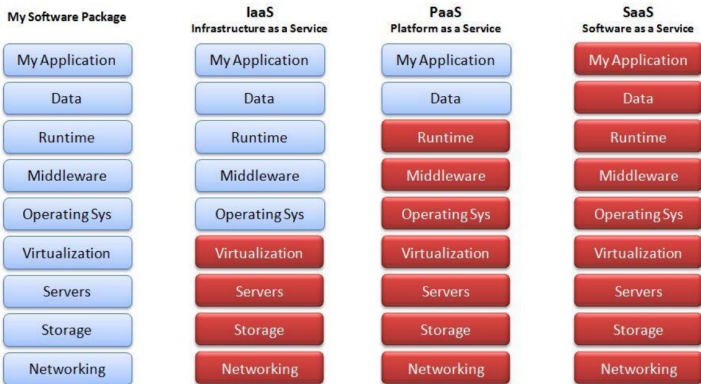 My Software Package
IaaS
Infrastructure as a Service
PaaS
Platform as a Service
SaaS
Software as a Service
My Application
Data
Runtime
Middleware
Operating Sys
Virtualization
Servers
Storage
Networking
My Application
Data
Runtime
Middleware
Operating Sys
Virtualization
Servers
Storage
Networking
My Application
Data
Runtime
Middleware
Operating Sys
Virtualization
Servers
Storage
Networking
My Application
Data
Runtime
Middleware
Operating Sys
Virtualization
Servers
Storage
Networking